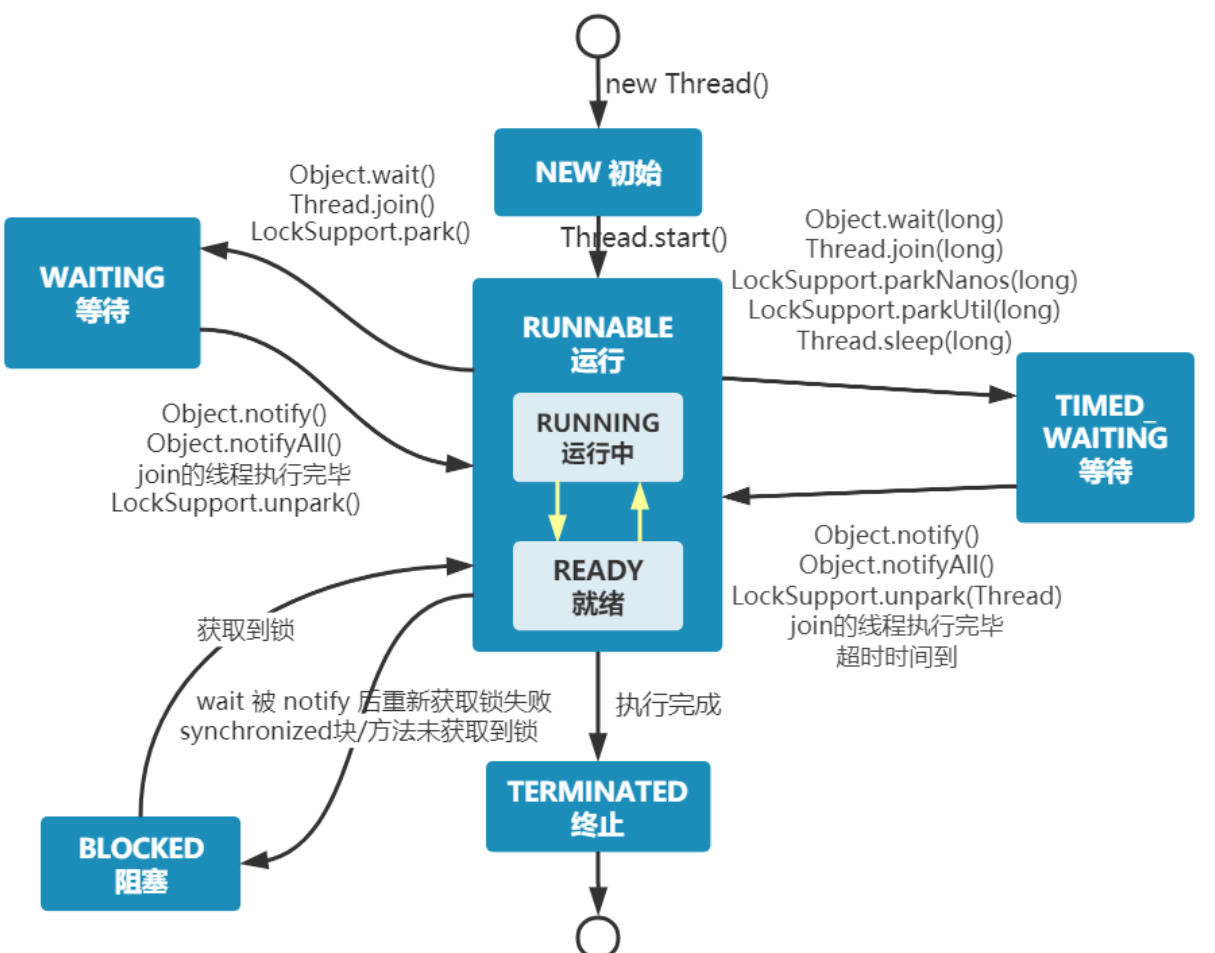 new Thread()
NEW 初始
Object.wait()
Thread.join()
LockSupport.park()
Thread.start()
Object.wait(long)
Thread.join(long)
LockSupport.parkNanos(long)
LockSupport.parkUtil(long)
Thread.sleep(long)
WAITING
等待
RUNNABLE
运行
RUNNING
运行中
TIMED_
WAITING
等待
Object.notify()
Object.notifyAll()
join的线程执行完毕
LockSupport.unpark()
READY
就绪
Object.notify()
Object.notifyAll()
LockSupport.unpark(Thread)
join的线程执行完毕
超时时间到
获取到锁
wait 被 notify 后重新获取锁失败
synchronized块/方法未获取到锁
执行完成
TERMINATED
终止
BLOCKED
阻塞